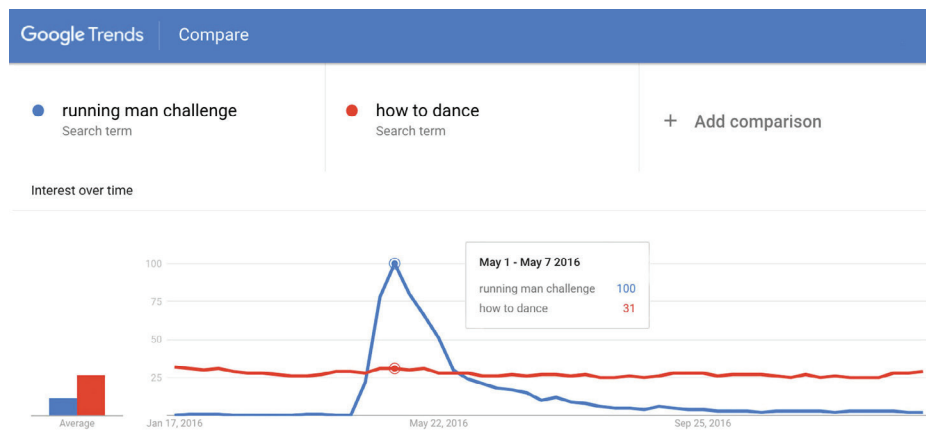 Google Trends Compare
running man challenge
Search term
how to dance
Search term
+ Add comparison
Interest over time
May 1 - May 7 2016
running man challenge 100
how to dance 31
100
75
50
25
Average
Jan 17, 2016
May 22, 2016
Sep 25, 2016